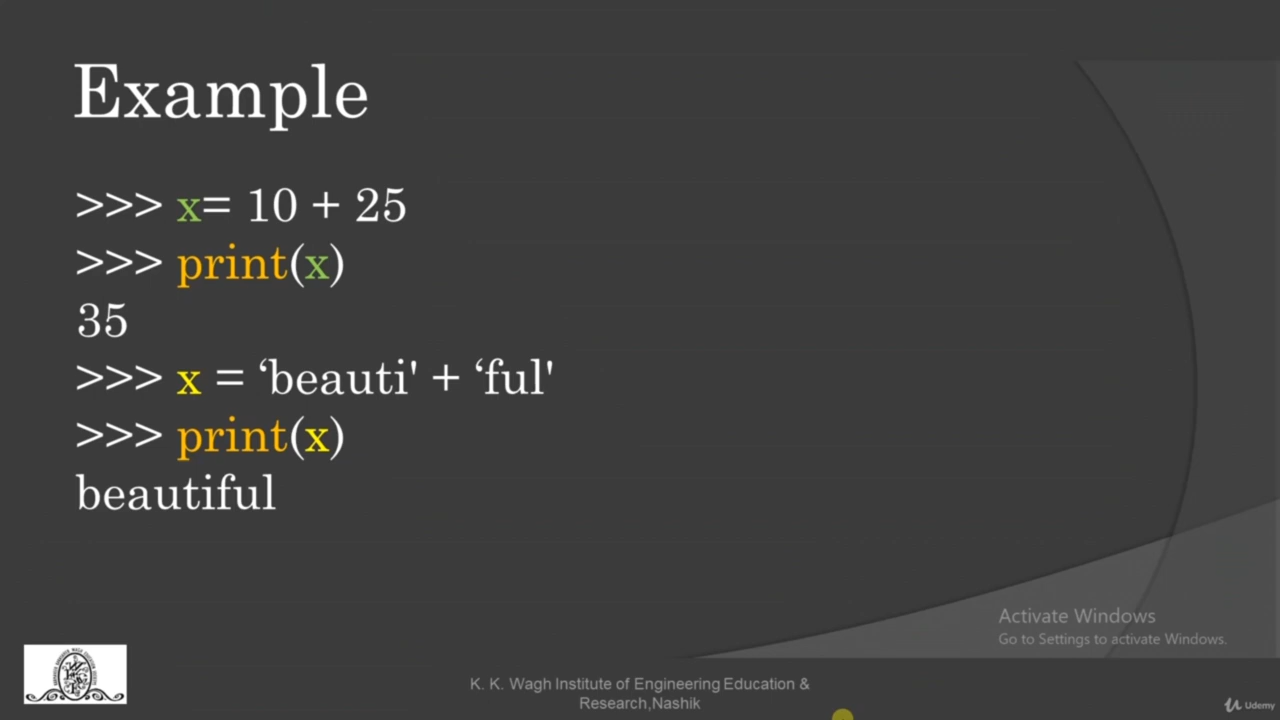 Example
>>> x= 10 + 25
>>> print(x)
35
>>> x = ‘beauti' + ‘ful'
>>> print(x)
beautiful
Activate Windows
Go to Settings to activate Windows.
K. K. Wagh Institute of Engineering Education &
Research,Nashik
Udemy